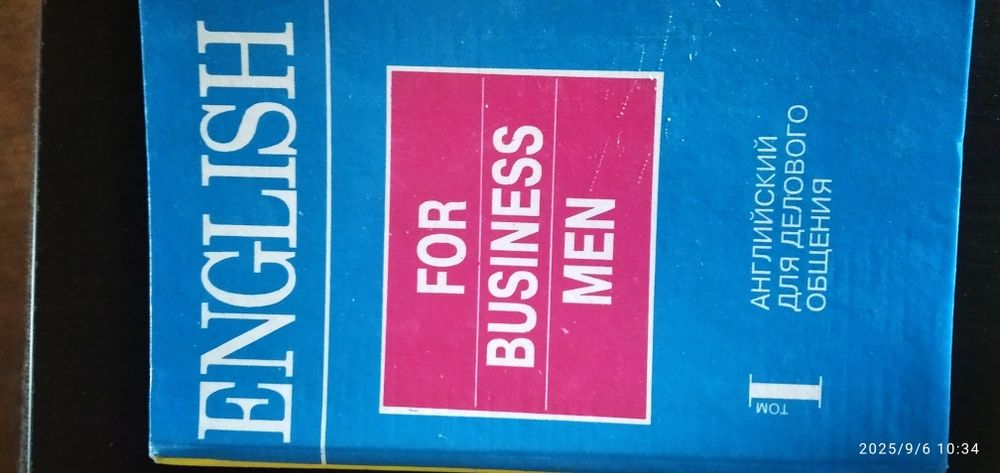 ENGLISH
FOR
BUSINESS
MEN
ТОМ
I
АНГЛИЙСКИЙ
ДЛЯ ДЕЛОВОГО
ОБЩЕНИЯ
2025/9/6 10:34